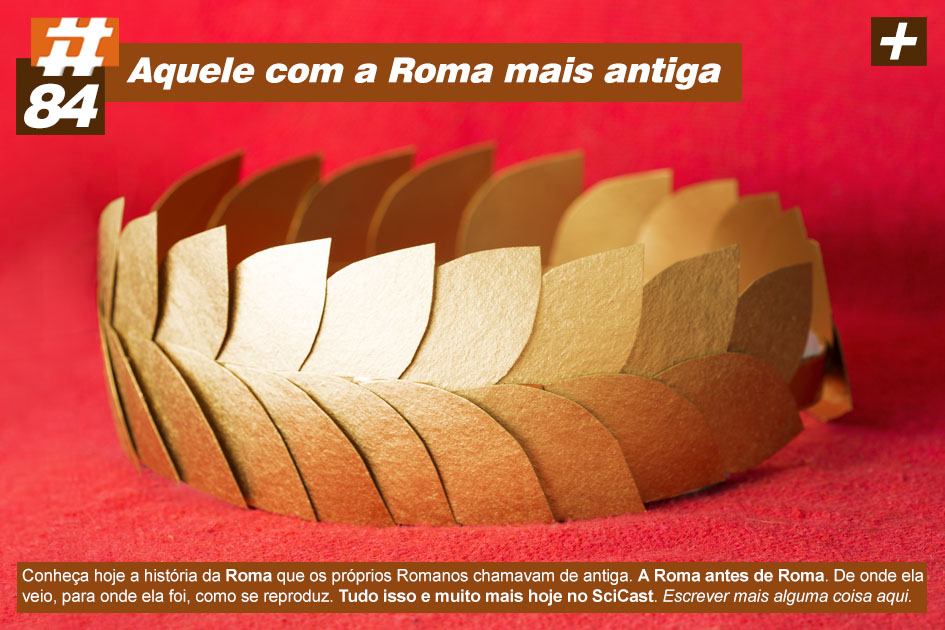 #
84
Aquele com a Roma mais antiga
+
Conheça hoje a história da Roma que os próprios Romanos chamavam de antiga. A Roma antes de Roma. De onde ela
veio, para onde ela foi, como se reproduz. Tudo isso e muito mais hoje no SciCast. Escrever mais alguma coisa aqui.